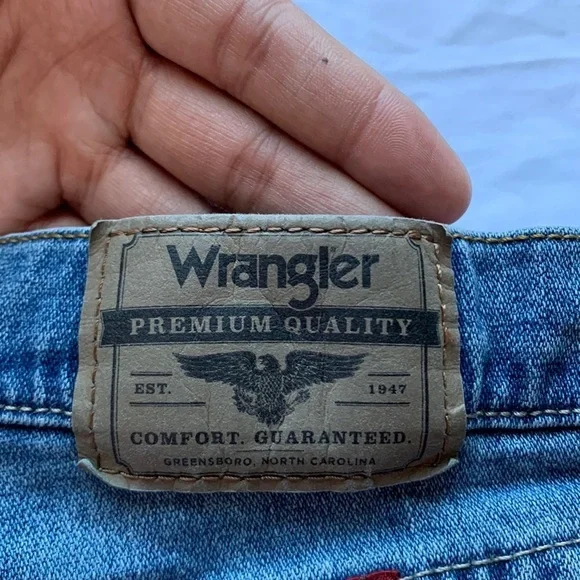 Wrangler
PREMIUM QUALITY
EST. 1947
COMFORT. GUARANTEED.
GREENSBORO, NORTH CAROLINA